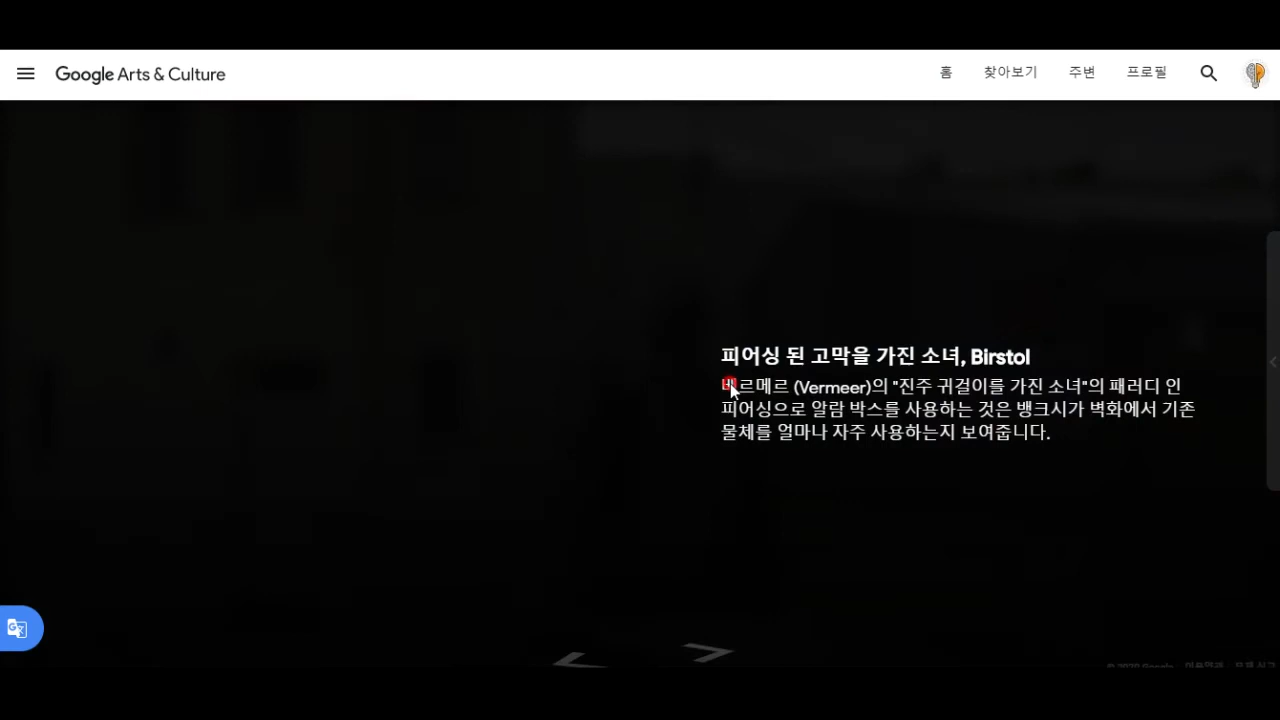 Google Arts & Culture
홈 찾아보기 주변 프로필
피어싱 된 고막을 가진 소녀, Birstol
베르메르 (Vermeer)의 "진주 귀걸이를 가진 소녀"의 패러디 인
피어싱으로 알람 박스를 사용하는 것은 뱅크시가 벽화에서 기존
물체를 얼마나 자주 사용하는지 보여줍니다.